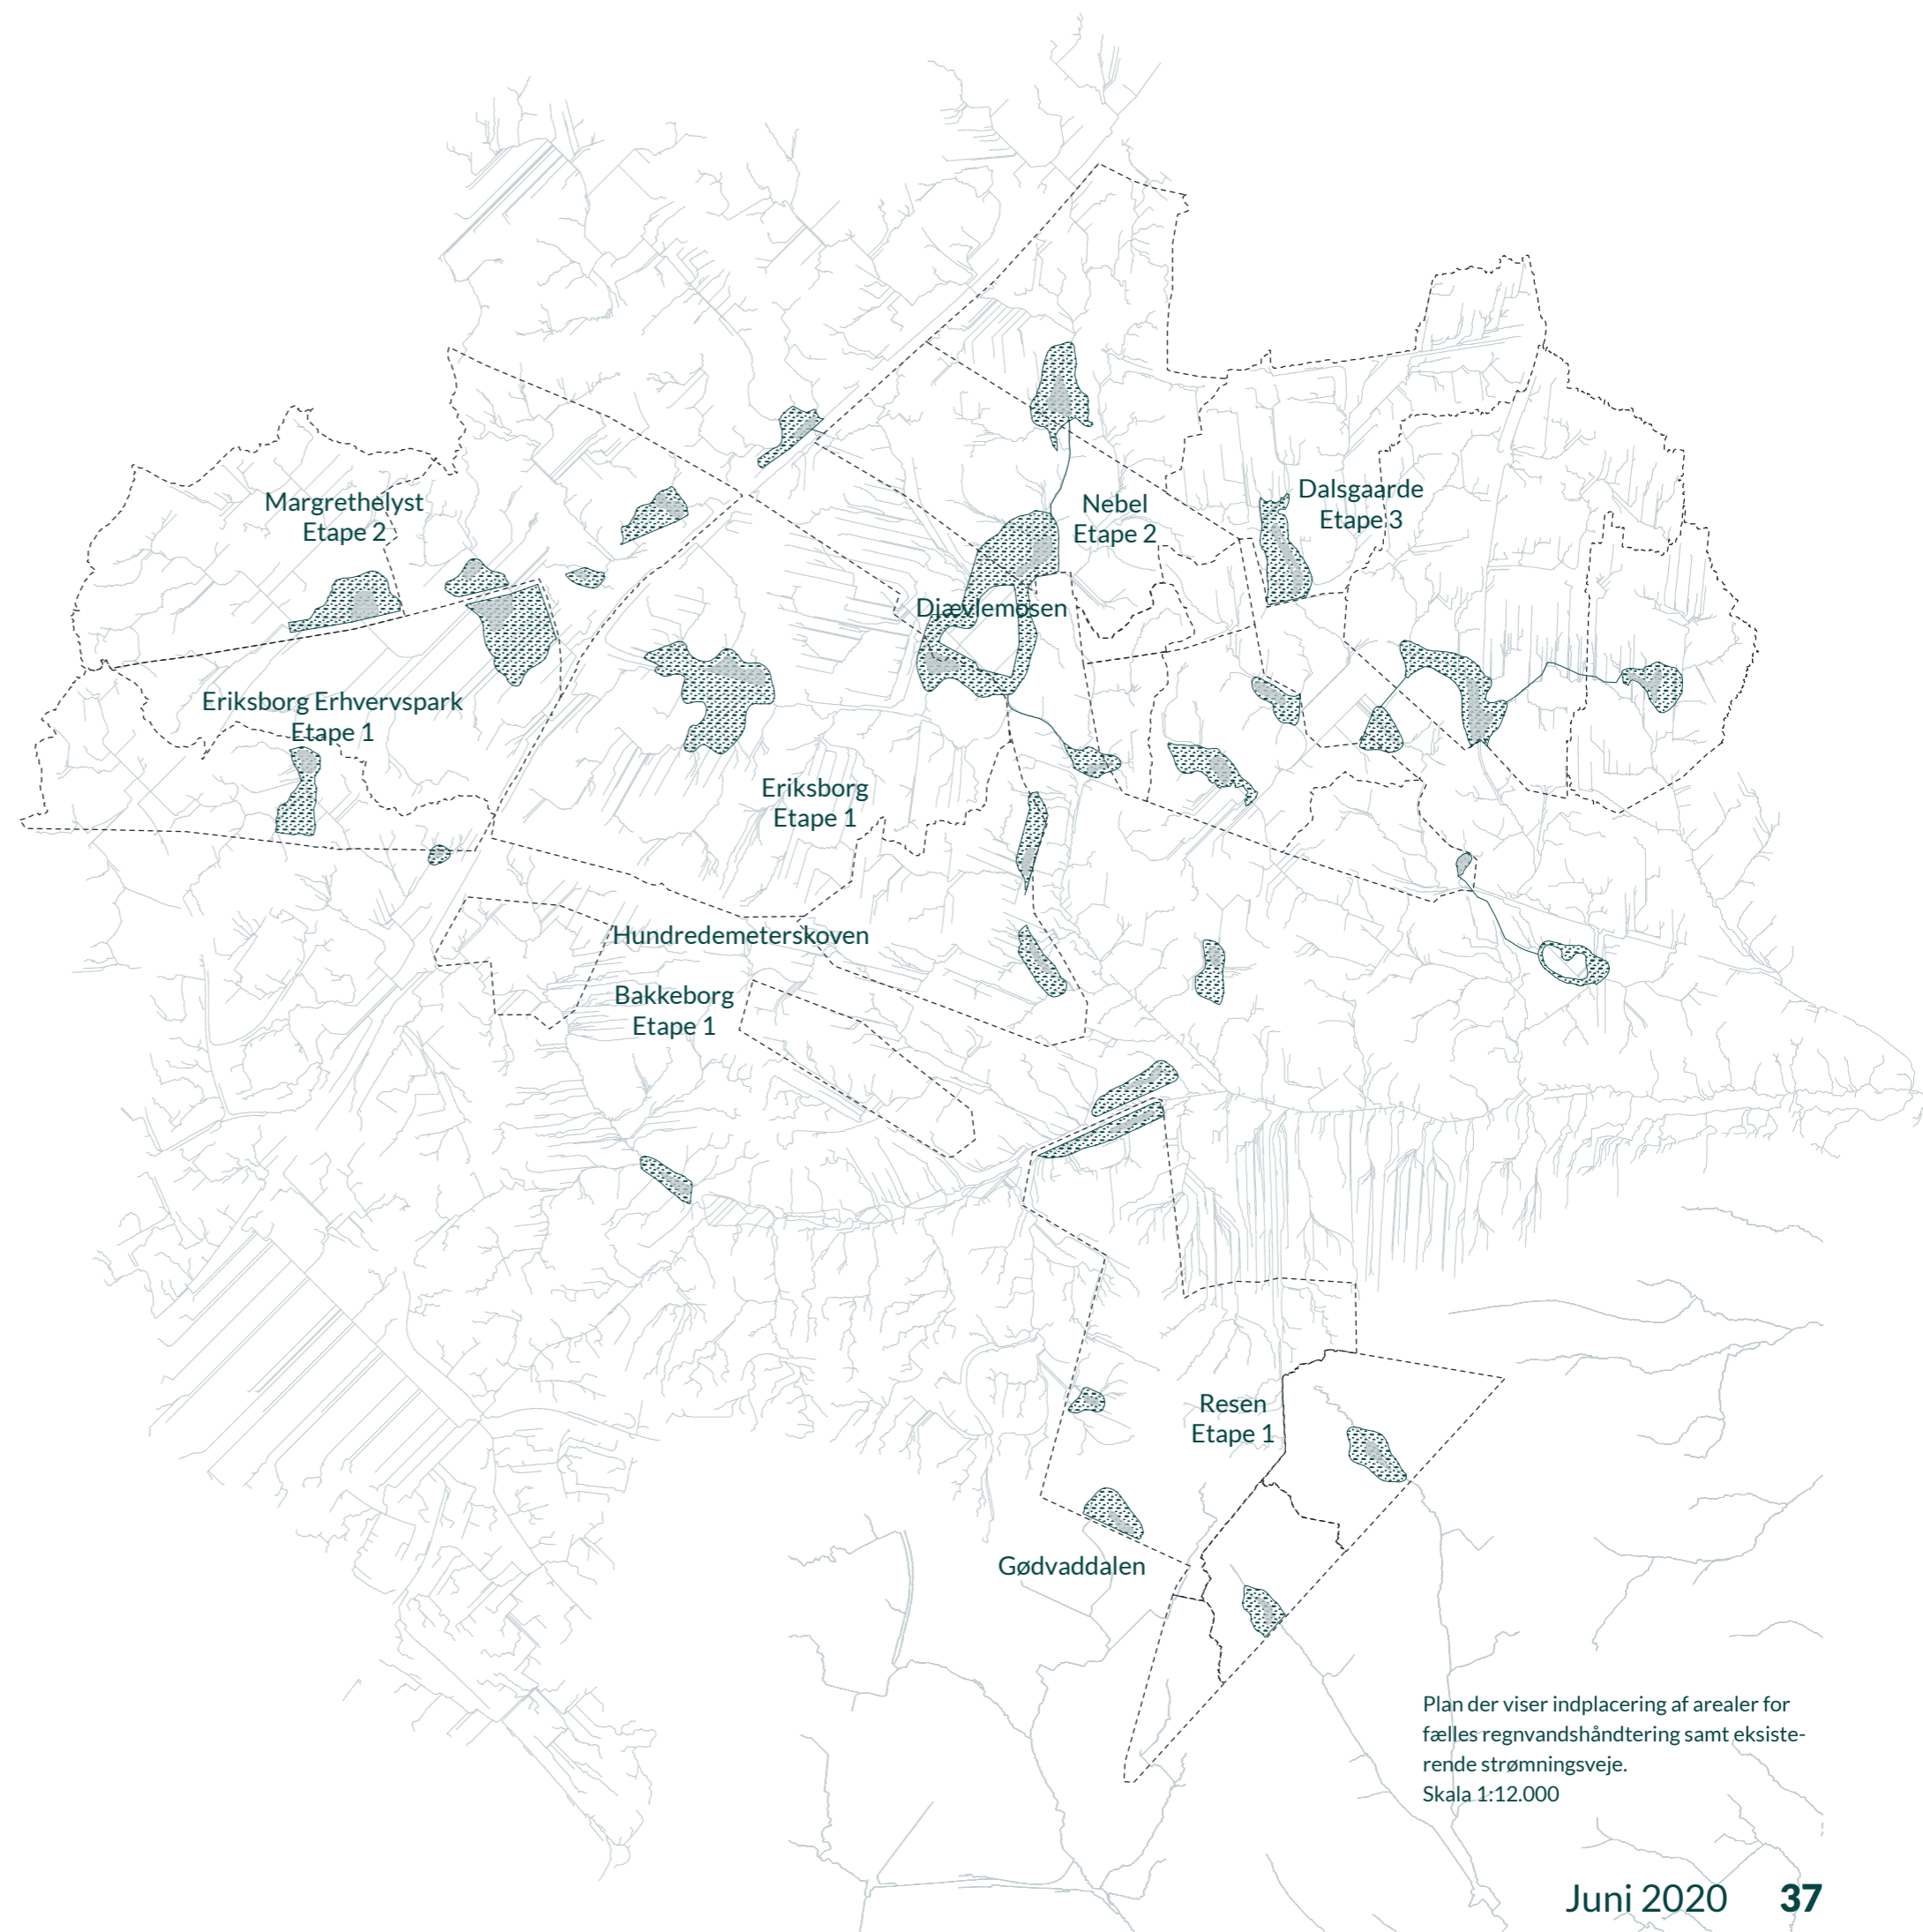 Margrethelyst
Etape 2
Nebel
Etape 2
Dalsgaarde
Etape 3
Djævlemosen
Eriksborg Erhvervspark
Etape 1
Eriksborg
Etape 1
Hundredemeterskoven
Bakkeborg
Etape 1
Resen
Etape 1
Gødvaddalen
Plan der viser indplacering af arealer for
fælles regnvandshåndtering samt eksiste-
rende strømningsveje.
Skala 1:12.000
Juni 2020 37